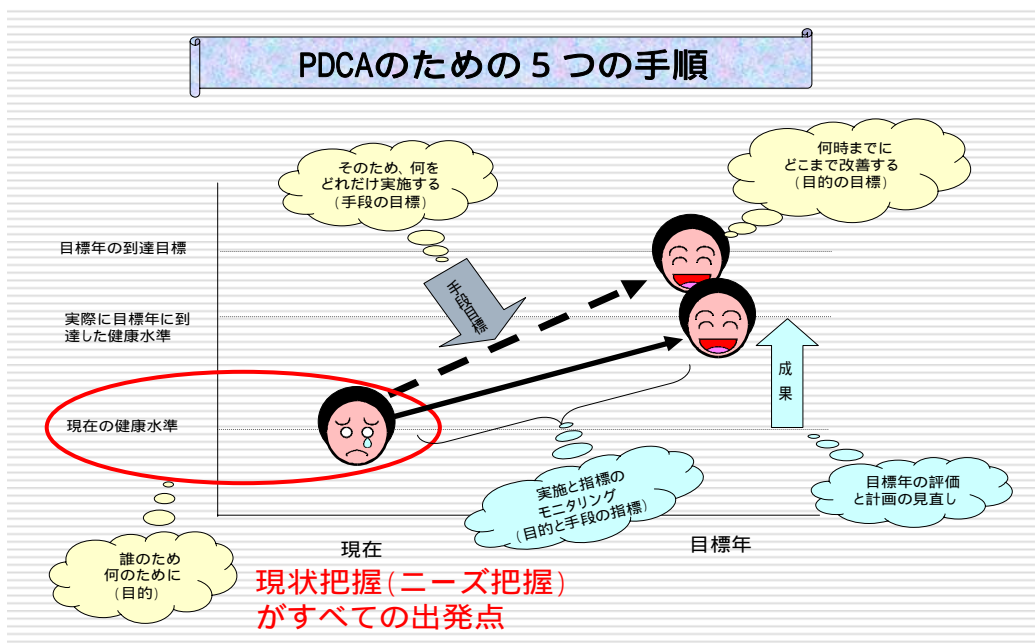 PDCAのための５つの手順
そのため、何を
どれだけ実施する
(手段の目標)
何時までに
どこまで改善する
(目的の目標)
目標年の到達目標
手段目標
実際に目標年に到
達した健康水準
成
果
現在の健康水準
実施と指標の
モニタリング
(目的と手段の指標)
目標年の評価
と計画の見直し
現在
目標年
誰のため
何のために
(目的)
現状把握(ニーズ把握)
がすべての出発点